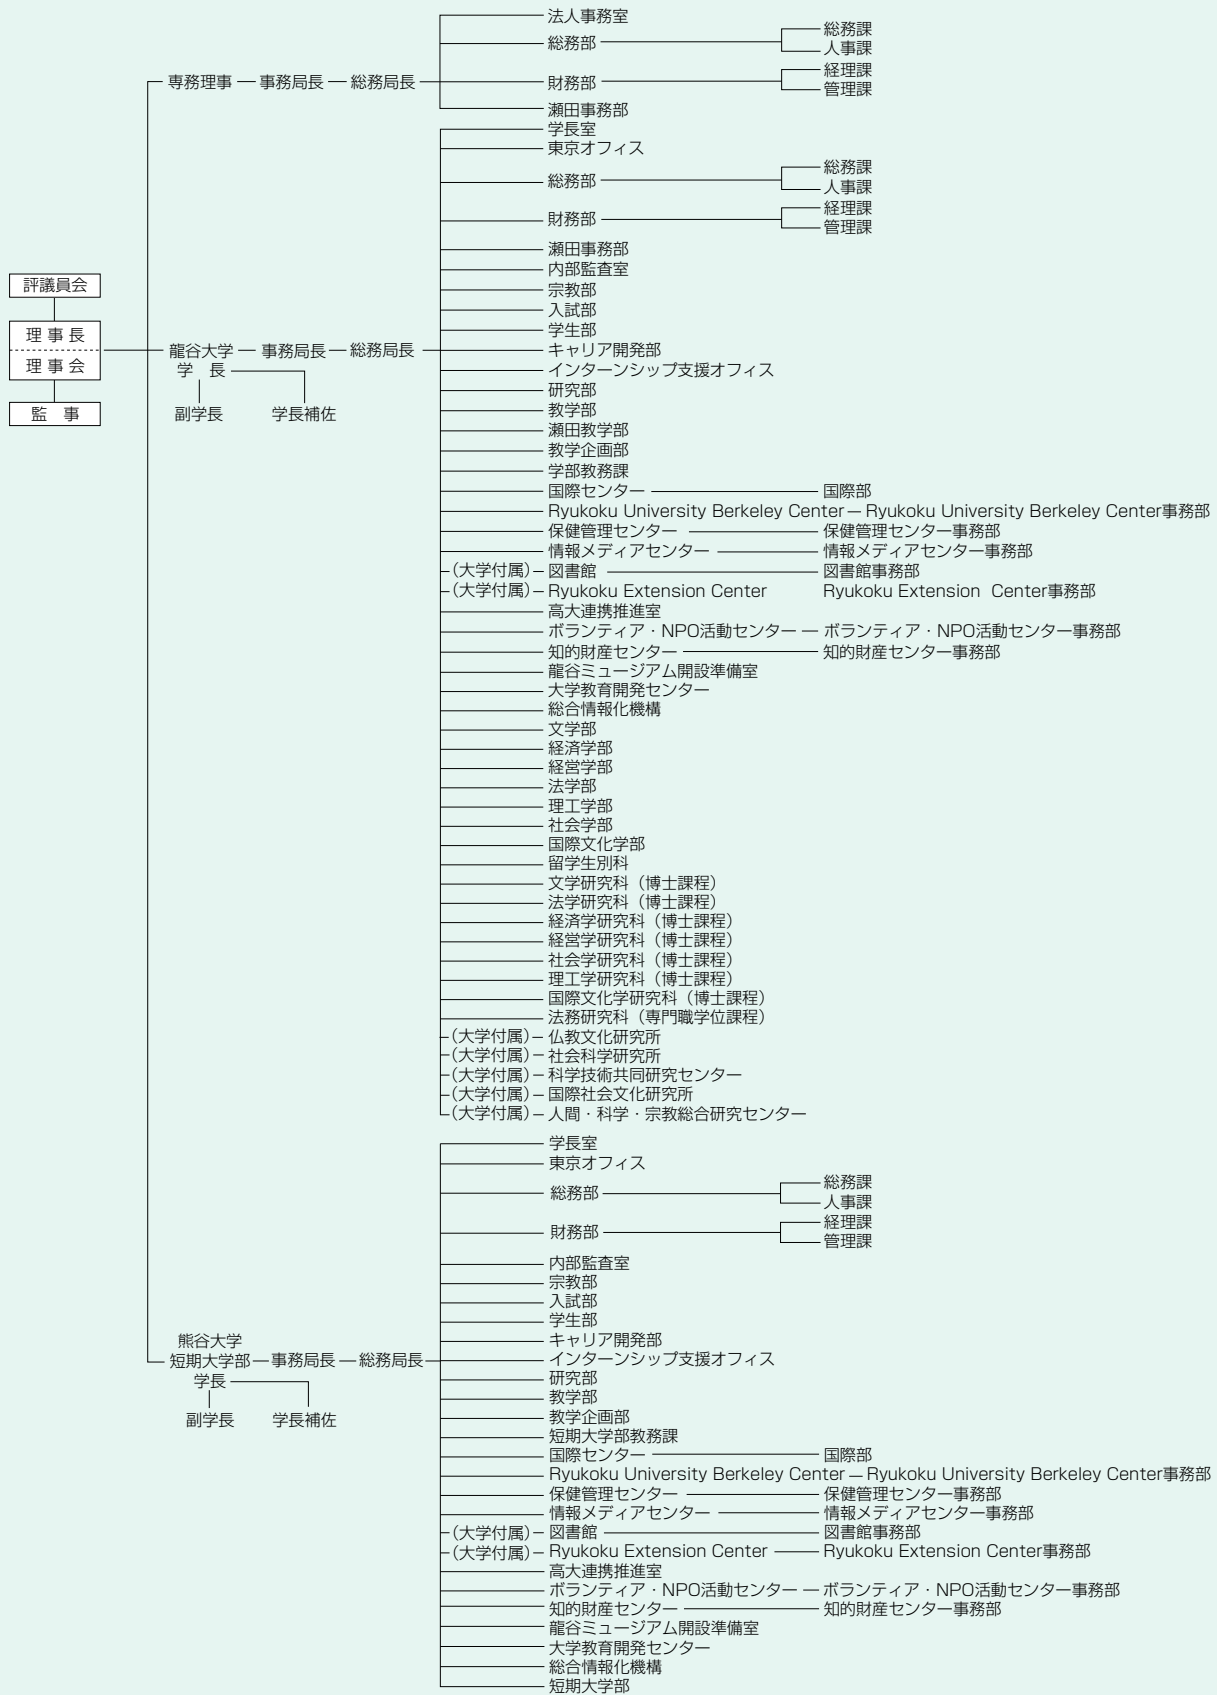 評議員会
理事長
理事会
監　事
専務理事
事務局長
総務局長
法人事務室
総務部
総務課
人事課
財務部
経理課
管理課
瀬田事務部
龍谷大学
学　長
副学長
学長補佐
事務局長
総務局長
学長室
東京オフィス
総務部
総務課
人事課
財務部
経理課
管理課
瀬田事務部
内部監査室
宗教部
入試部
学生部
キャリア開発部
インターンシップ支援オフィス
研究部
教学部
瀬田教学部
教学企画部
学部教務課
国際センター　国際部
Ryukoku University Berkeley Center　Ryukoku University Berkeley Center事務部
保健管理センター　保健管理センター事務部
情報メディアセンター　情報メディアセンター事務部
(大学付属)　図書館　図書館事務部
(大学付属)　Ryukoku Extension Center　Ryukoku Extension Center事務部
高大連携推進室
ボランティア・NPO活動センター　ボランティア・NPO活動センター事務部
知的財産センター　知的財産センター事務部
龍谷ミュージアム開設準備室
大学教育開発センター
総合情報化機構
文学部
経済学部
経営学部
法学部
理工学部
社会学部
国際文化学部
留学生別科
文学研究科（博士課程）
法学研究科（博士課程）
経済学研究科（博士課程）
経営学研究科（博士課程）
社会学研究科（博士課程）
理工学研究科（博士課程）
国際文化学研究科（博士課程）
法務研究科（専門職学位課程）
(大学付属)　仏教文化研究所
(大学付属)　社会科学研究所
(大学付属)　科学技術共同研究センター
(大学付属)　国際社会文化研究所
(大学付属)　人間・科学・宗教総合研究センター
熊谷大学
短期大学部
学長
副学長
学長補佐
事務局長
総務局長
学長室
東京オフィス
総務部
総務課
人事課
財務部
経理課
管理課
内部監査室
宗教部
入試部
学生部
キャリア開発部
インターンシップ支援オフィス
研究部
教学部
教学企画部
短期大学部教務課
国際センター　国際部
Ryukoku University Berkeley Center　Ryukoku University Berkeley Center事務部
保健管理センター　保健管理センター事務部
情報メディアセンター　情報メディアセンター事務部
(大学付属)　図書館　図書館事務部
(大学付属)　Ryukoku Extension Center　Ryukoku Extension Center事務部
高大連携推進室
ボランティア・NPO活動センター　ボランティア・NPO活動センター事務部
知的財産センター　知的財産センター事務部
龍谷ミュージアム開設準備室
大学教育開発センター
総合情報化機構
短期大学部